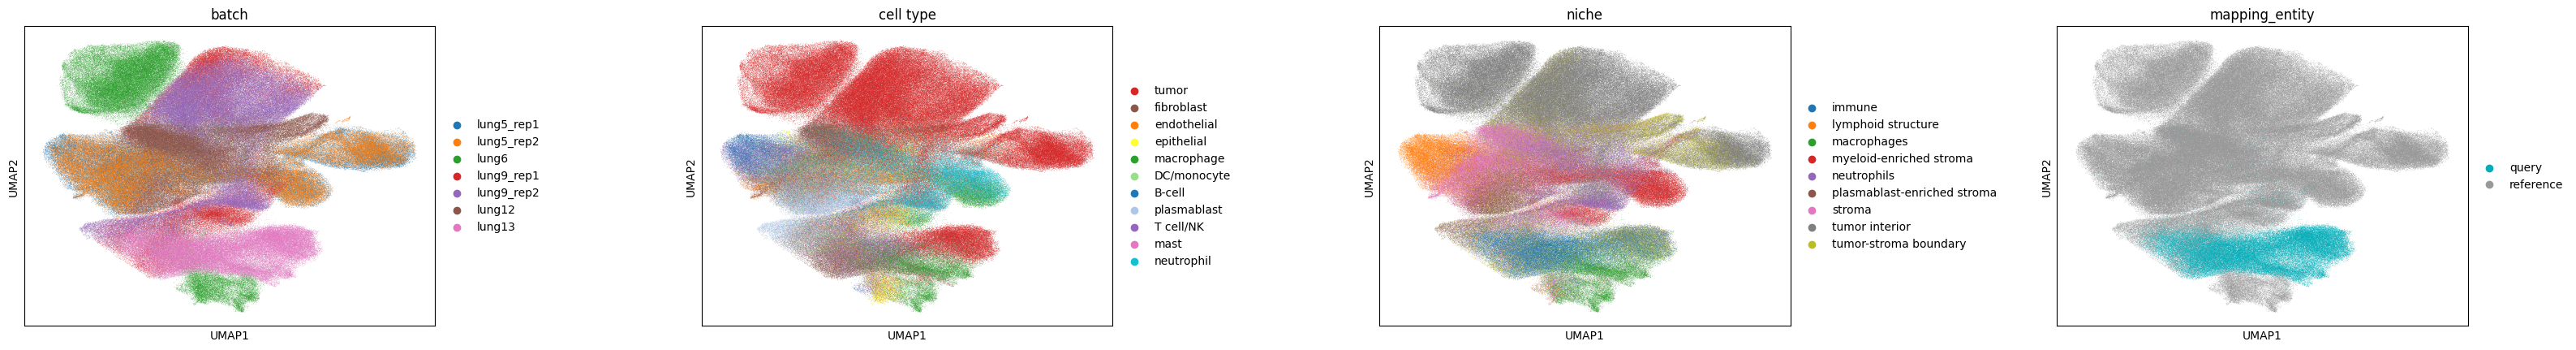 batch
UMAP2
UMAP1
lung5_rep1
lung5_rep2
lung6
lung9_rep1
lung9_rep2
lung12
lung13
cell type
UMAP2
UMAP1
tumor
fibroblast
endothelial
epithelial
macrophage
DC/monocyte
B-cell
plasmablast
T cell/NK
mast
neutrophil
niche
UMAP2
UMAP1
immune
lymphoid structure
macrophages
myeloid-enriched stroma
neutrophils
plasmablast-enriched stroma
stroma
tumor interior
tumor-stroma boundary
mapping_entity
UMAP2
UMAP1
query
reference